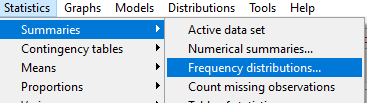 Statistics Graphs Models Distributions Tools Help
Summaries
Active data set
Contingency tables
Numerical summaries...
Means
Frequency distributions...
Proportions
Count missing observations